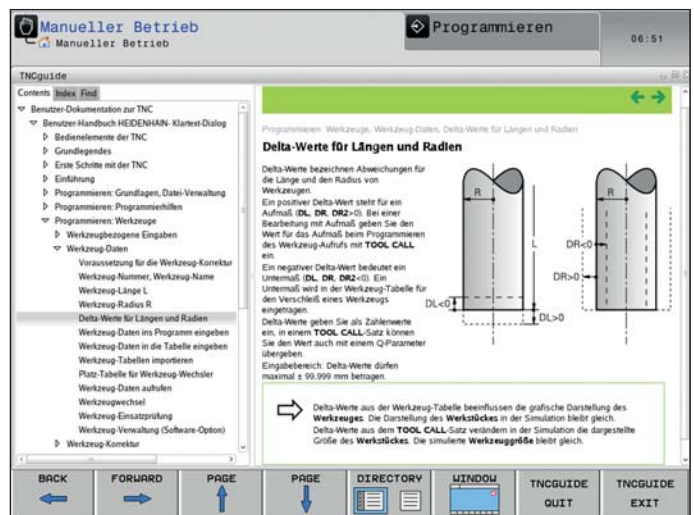 Manueller Betrieb
Manueller Betrieb
Programmieren
06:51
TNCguide
Contents Index Find
Benutzer-Dokumentation zur TNC
Benutzer-Handbuch HEIDENHAIN- Klartext-Dialog
Bedienelemente der TNC
Grundlegendes
Erste Schritte mit der TNC
Einführung
Programmieren: Grundlagen, Datei-Verwaltung
Programmieren: Programmierhilfen
Programmieren: Werkzeuge
Werkzeugbezogene Eingaben
Werkzeug-Daten
Voraussetzung für die Werkzeug-Korrektur
Werkzeug-Nummer, Werkzeug-Name
Werkzeug-Länge L
Werkzeug-Radius R
Delta-Werte für Längen und Radien
Werkzeug-Daten ins Programm eingeben
Werkzeug-Daten in die Tabelle eingeben
Werkzeug-Tabellen importieren
Platz-Tabelle für Werkzeug-Wechsler
Werkzeug-Daten aufrufen
Werkzeugwechsel
Werkzeug-Einsatzprüfung
Werkzeug-Verwaltung (Software-Option)
Werkzeug-Korrektur
Programmieren: Werkzeuge, Werkzeug-Daten, Delta-Werte für Längen und Radien
Delta-Werte für Längen und Radien
Delta-Werte bezeichnen Abweichungen für
die Länge und den Radius von
Werkzeugen.
Ein positiver Delta-Wert steht für ein
Aufmaß (DL, DR, DR2>0). Bei einer
Bearbeitung mit Aufmaß geben Sie den
Wert für das Aufmaß beim Programmieren
des Werkzeug-Aufrufs mit TOOL CALL
ein.
Ein negativer Delta-Wert bedeutet ein
Untermaß (DL, DR, DR2<0). Ein
Untermaß wird in der Werkzeug-Tabelle für
den Verschleiß eines Werkzeugs
eingetragen.
Delta-Werte geben Sie als Zahlenwerte
ein, in einem TOOL CALL-Satz können
Sie den Wert auch mit einem Q-Parameter
übergeben.
Eingabebereich: Delta-Werte dürfen
maximal ± 99.999 mm betragen.
R
R
L
DR<0
DR>0
DL<0
DL>0
Delta-Werte aus der Werkzeug-Tabelle beeinflussen die grafische Darstellung des
Werkzeuges. Die Darstellung des Werkstückes in der Simulation bleibt gleich.
Delta-Werte aus dem TOOL CALL-Satz verändern in der Simulation die dargestellte
Größe des Werkstückes. Die simulierte Werkzeuggröße bleibt gleich.
BACK
FORWARD
PAGE
PAGE
DIRECTORY
WINDOW
TNCGUIDE
QUIT
TNCGUIDE
EXIT